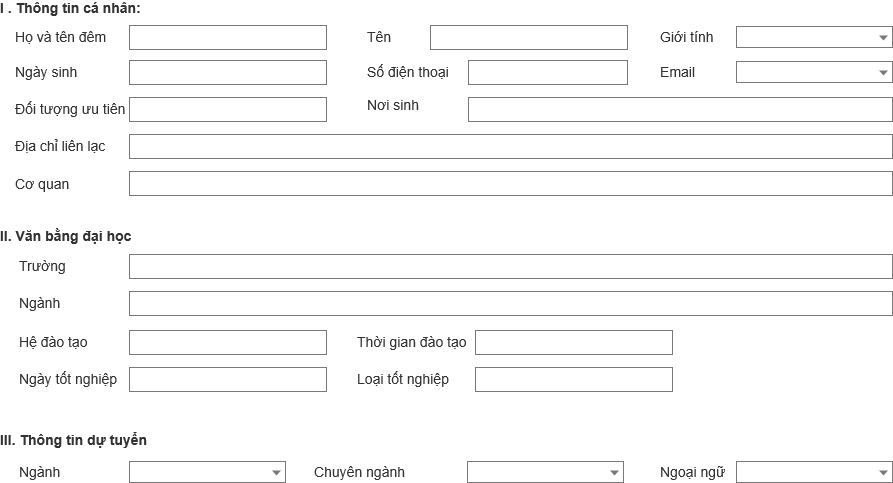 I . Thông tin cá nhân:
Họ và tên đêm Tên Giới tính
Ngày sinh Số điện thoại Email
Đối tượng ưu tiên Nơi sinh
Địa chỉ liên lạc
Cơ quan
II. Văn bằng đại học
Trường
Ngành
Hệ đào tạo Thời gian đào tạo
Ngày tốt nghiệp Loại tốt nghiệp
III. Thông tin dự tuyển
Ngành Chuyên ngành Ngoại ngữ